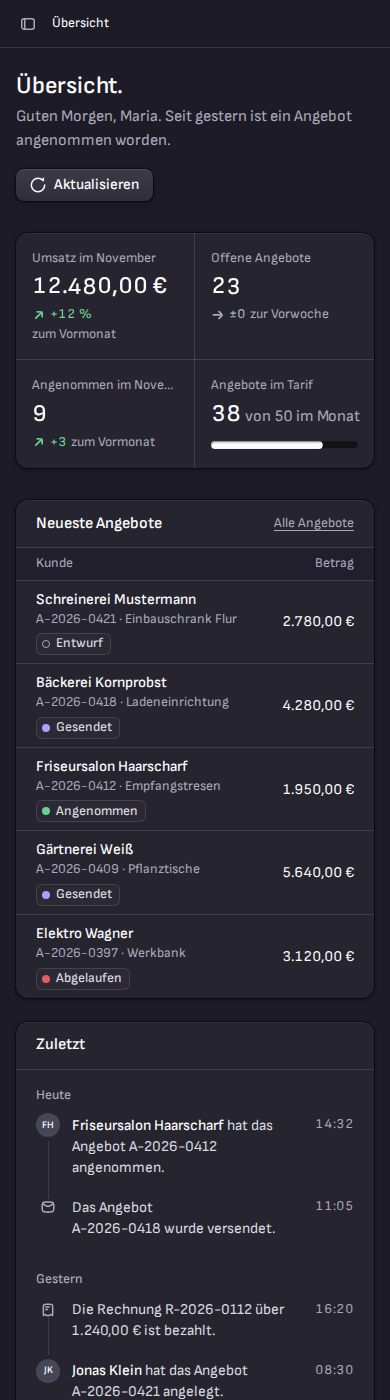 Übersicht
Übersicht.
Guten Morgen, Maria. Seit gestern ist ein Angebot
angenommen worden.
Aktualisieren
Umsatz im November
12.480,00 €
+12 %
zum Vormonat
Offene Angebote
23
±0 zur Vorwoche
Angenommen im Nove…
9
+3 zum Vormonat
Angebote im Tarif
38 von 50 im Monat
Neueste Angebote
Alle Angebote
Kunde
Betrag
Schreinerei Mustermann
A-2026-0421 · Einbauschrank Flur
Entwurf
2.780,00 €
Bäckerei Kornprobst
A-2026-0418 · Ladeneinrichtung
Gesendet
4.280,00 €
Friseursalon Haarscharf
A-2026-0412 · Empfangstresen
Angenommen
1.950,00 €
Gärtnerei Weiß
A-2026-0409 · Pflanztische
Gesendet
5.640,00 €
Elektro Wagner
A-2026-0397 · Werkbank
Abgelaufen
3.120,00 €
Zuletzt
Heute
FH
Friseursalon Haarscharf hat das
Angebot A-2026-0412
angenommen.
14:32
Das Angebot
A-2026-0418 wurde versendet.
11:05
Gestern
Die Rechnung R-2026-0112 über
1.240,00 € ist bezahlt.
16:20
JK
Jonas Klein hat das Angebot
A-2026-0421 angelegt.
08:30